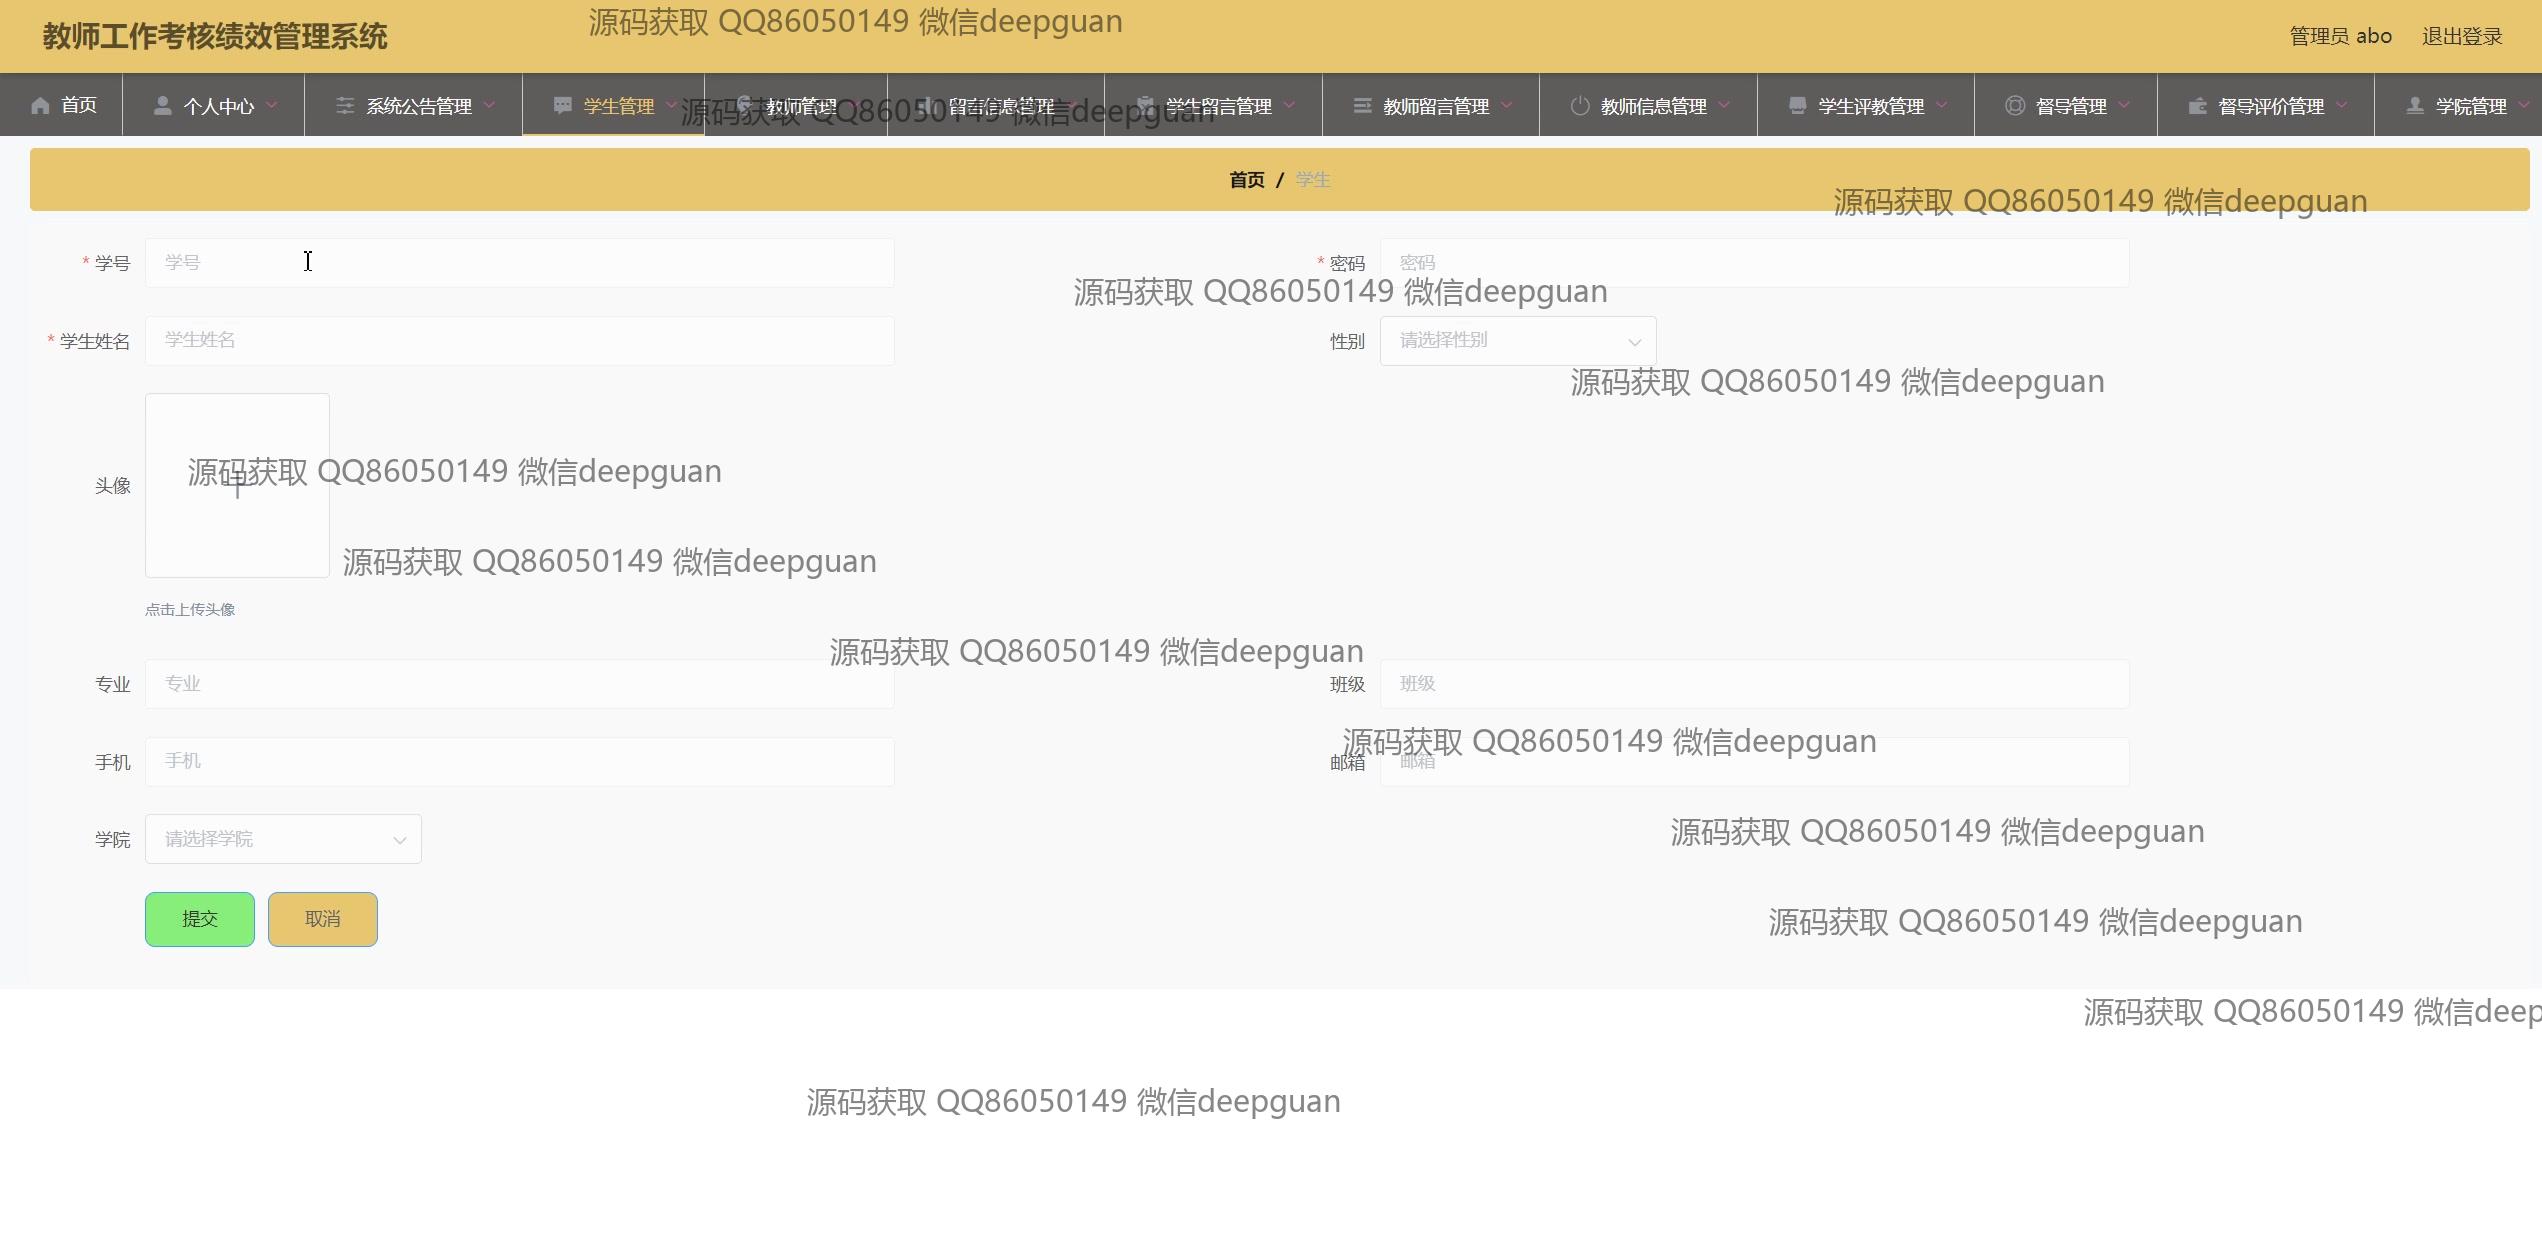 教师工作考核绩效管理系统
源码获取 QQ86050149 微信deepguan
管理员 abo
退出登录
首页
个人中心
系统公告管理
学生管理
教师管理
留言信息管理
学生留言管理
教师留言管理
教师信息管理
学生评教管理
督导管理
督导评价管理
学院管理
源码获取 QQ86050149 微信deepguan
首页 / 学生
源码获取 QQ86050149 微信deepguan
* 学号
学号
* 密码
密码
源码获取 QQ86050149 微信deepguan
* 学生姓名
学生姓名
性别
请选择性别
源码获取 QQ86050149 微信deepguan
头像
源码获取 QQ86050149 微信deepguan
源码获取 QQ86050149 微信deepguan
点击上传头像
源码获取 QQ86050149 微信deepguan
专业
专业
班级
班级
源码获取 QQ86050149 微信deepguan
手机
手机
邮箱
邮箱
源码获取 QQ86050149 微信deepguan
学院
请选择学院
提交
取消
源码获取 QQ86050149 微信deepguan
源码获取 QQ86050149 微信deep
源码获取 QQ86050149 微信deepguan